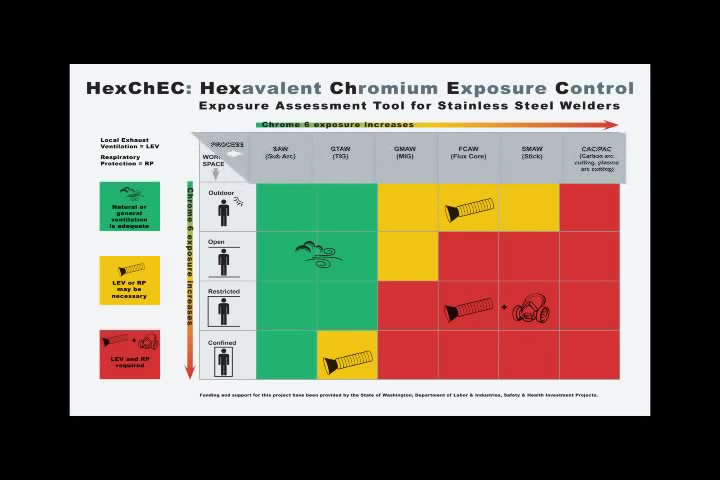 HexChEC: Hexavalent Chromium Exposure Control
Exposure Assessment Tool for Stainless Steel Welders
Chrome 6 exposure increases
Local Exhaust
Ventilation = LEV
Respiratory
Protection = RP
PROCESS
WORK
SPACE
SAW
(Sub Arc)
GTAW
(TIG)
GMAW
(MIG)
FCAW
(Flux Core)
SMAW
(Stick)
CAC/PAC
(Carbon arc
cutting, plasma
arc cutting)
Chrome 6 exposure increases
Natural or
general
ventilation
is adequate
LEV or RP
may be
necessary
+
LEV and RP
required
Outdoor
Open
Restricted
+
Confined
Funding and support for this project have been provided by the State of Washington, Department of Labor & Industries, Safety & Health Investment Projects.